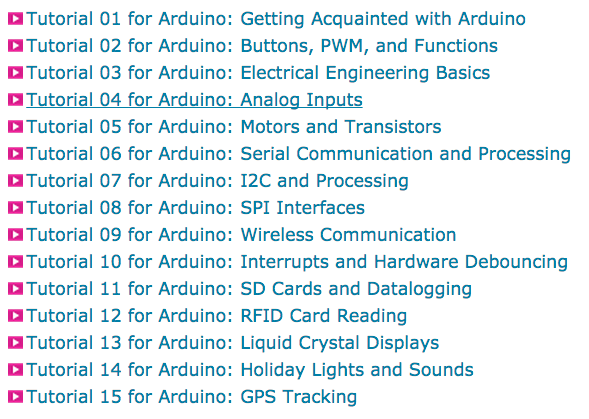 Tutorial 01 for Arduino: Getting Acquainted with Arduino
Tutorial 02 for Arduino: Buttons, PWM, and Functions
Tutorial 03 for Arduino: Electrical Engineering Basics
Tutorial 04 for Arduino: Analog Inputs
Tutorial 05 for Arduino: Motors and Transistors
Tutorial 06 for Arduino: Serial Communication and Processing
Tutorial 07 for Arduino: I2C and Processing
Tutorial 08 for Arduino: SPI Interfaces
Tutorial 09 for Arduino: Wireless Communication
Tutorial 10 for Arduino: Interrupts and Hardware Debouncing
Tutorial 11 for Arduino: SD Cards and Datalogging
Tutorial 12 for Arduino: RFID Card Reading
Tutorial 13 for Arduino: Liquid Crystal Displays
Tutorial 14 for Arduino: Holiday Lights and Sounds
Tutorial 15 for Arduino: GPS Tracking